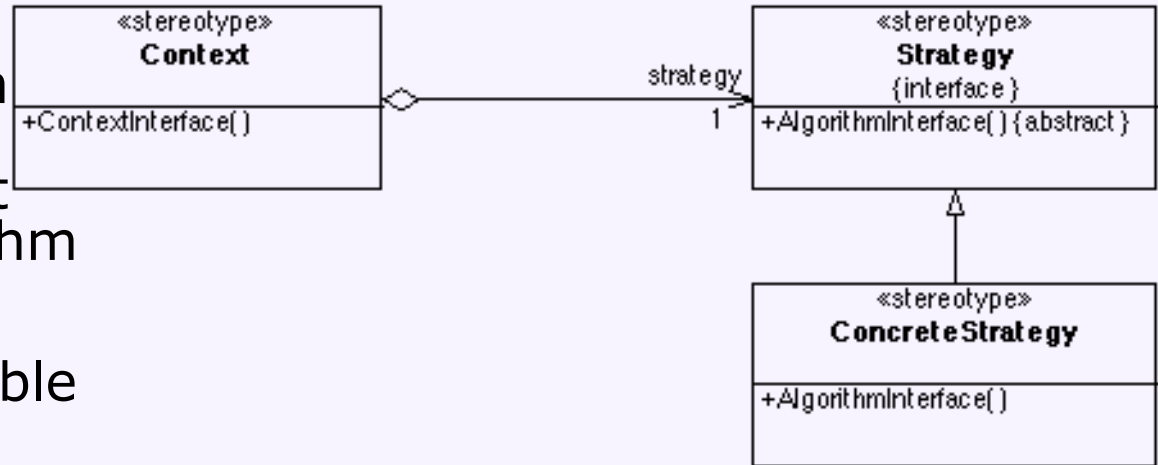 «stereotype»
Context
+ContextInterface()
strategy
1
«stereotype»
Strategy
{interface}
+AlgorithmInterface(){abstract}
«stereotype»
ConcreteStrategy
+AlgorithmInterface()
hm
ble